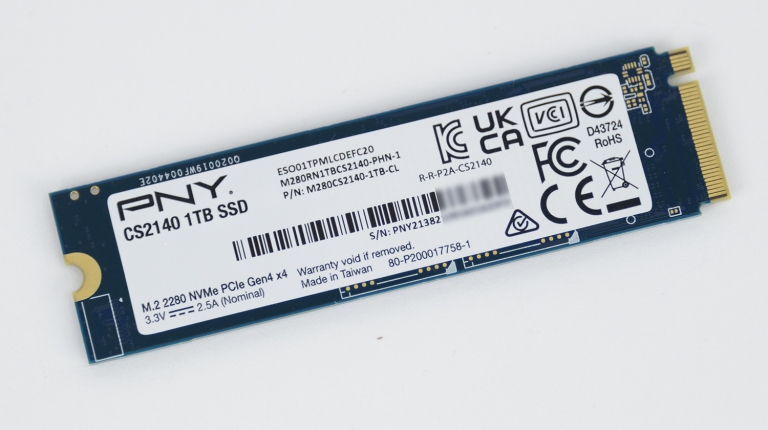 0020019WF004402E
PNY
CS2140 1TB SSD
ESO01TPMLCDEFC20
M280RN1TBCS2140-PHN-1
P/N: M280CS2140-1TB-CL
S/N: PNY21382
M.2 2280 NVMe PCIe Gen4 x4
3.3V 2.5A (Nominal)
Warranty void if removed.
Made in Taiwan 80-P200017758-1
UK
CA
VCI
R-R-P2A-CS2140
D43724
RoHS
FC
CE